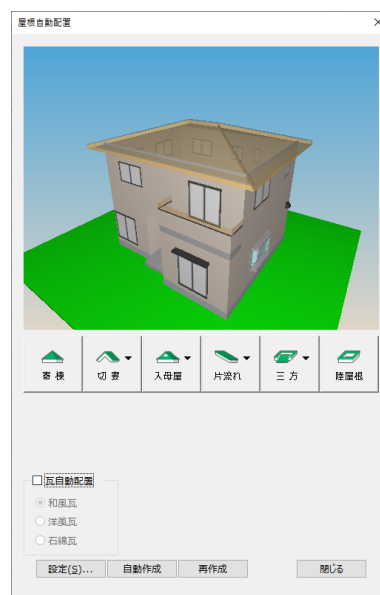 屋根自動配置
寄棟
切妻
入母屋
片流れ
三方
陸屋根
瓦自動配置
和風瓦
洋風瓦
石綿瓦
設定(S)...
自動作成
再作成
閉じる